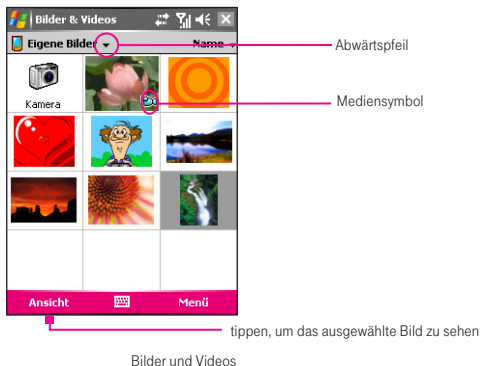 Bilder & Videos
Eigene Bilder
Name
Abwärtspfeil
Mediensymbol
Kamera
Ansicht
Menü
tippen, um das ausgewählte Bild zu sehen
Bilder und Videos